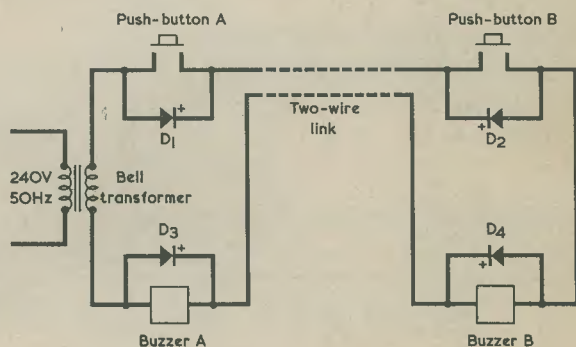 Push-button A
Push-button B
+
D1
Two-wire
link
+
D2
240V
50Hz
Bell
transformer
D3
+
D4
+
Buzzer A
Buzzer B